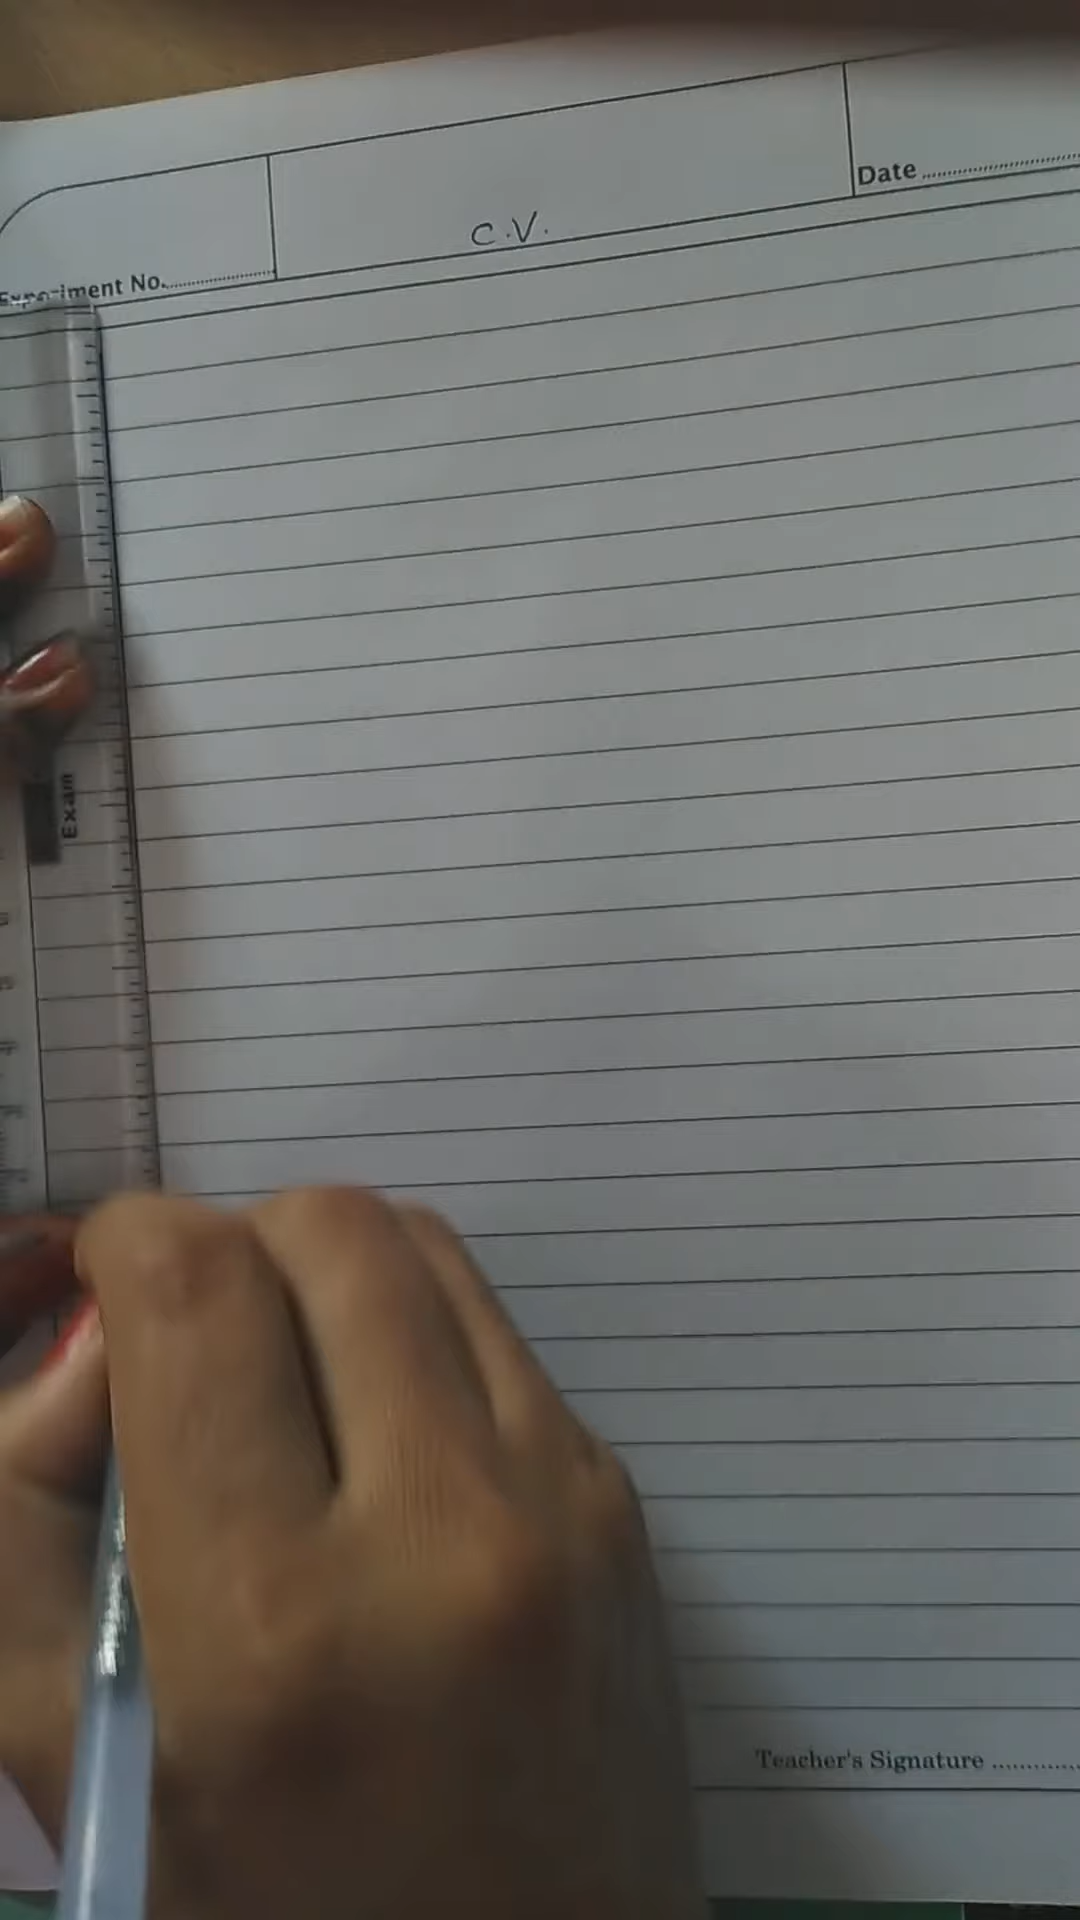 Date ....................
C.V.
Experiment No. ....................
Exam
Teacher's Signature .............